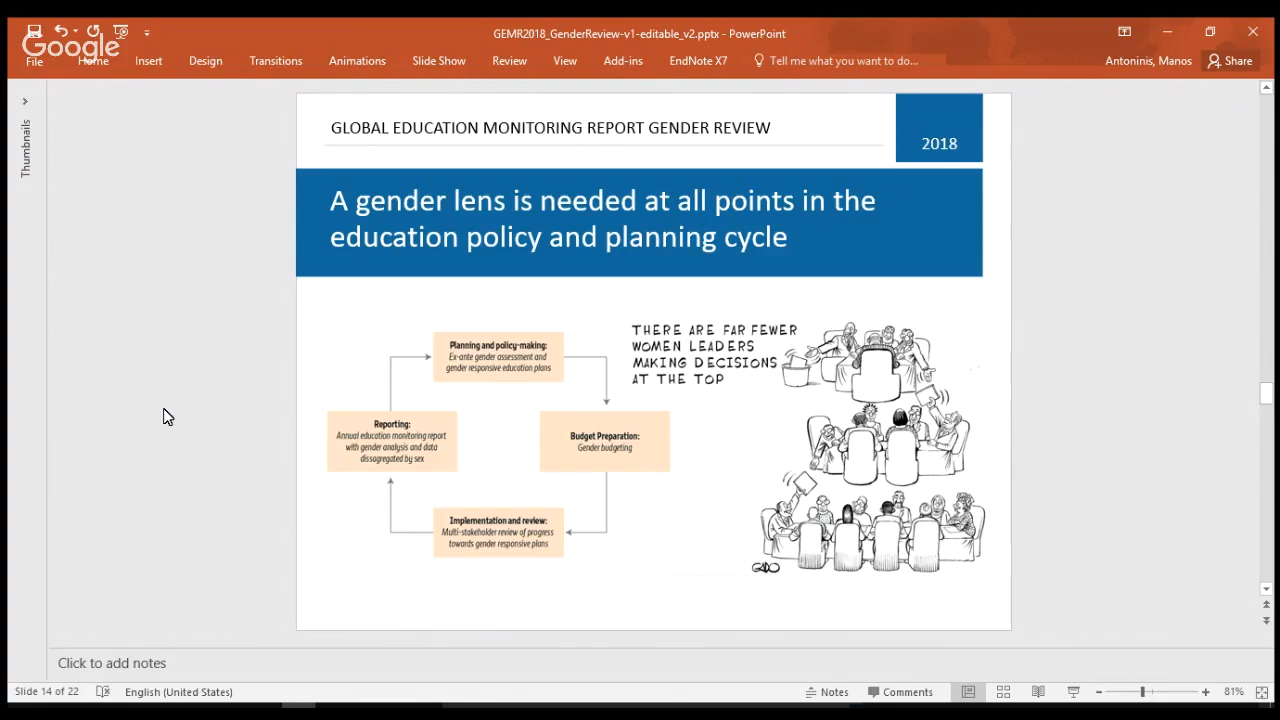 GEMR2018_GenderReview-v1-editable_v2.pptx - PowerPoint
Google
File Home Insert Design Transitions Animations Slide Show Review View Add-ins EndNote X7 Tell me what you want to do... Antoninis, Manos Share
Thumbnails
GLOBAL EDUCATION MONITORING REPORT GENDER REVIEW
2018
A gender lens is needed at all points in the
education policy and planning cycle
Planning and policy-making:
Ex-ante gender assessment and
gender responsive education plans
Reporting:
Annual education monitoring report
with gender analysis and data
dissagregated by sex
Budget Preparation:
Gender budgeting
Implementation and review:
Multi-stakeholder review of progress
towards gender responsive plans
THERE ARE FAR FEWER
WOMEN LEADERS
MAKING DECISIONS
AT THE TOP
GADO
Click to add notes
Slide 14 of 22 English (United States) Notes Comments 81%